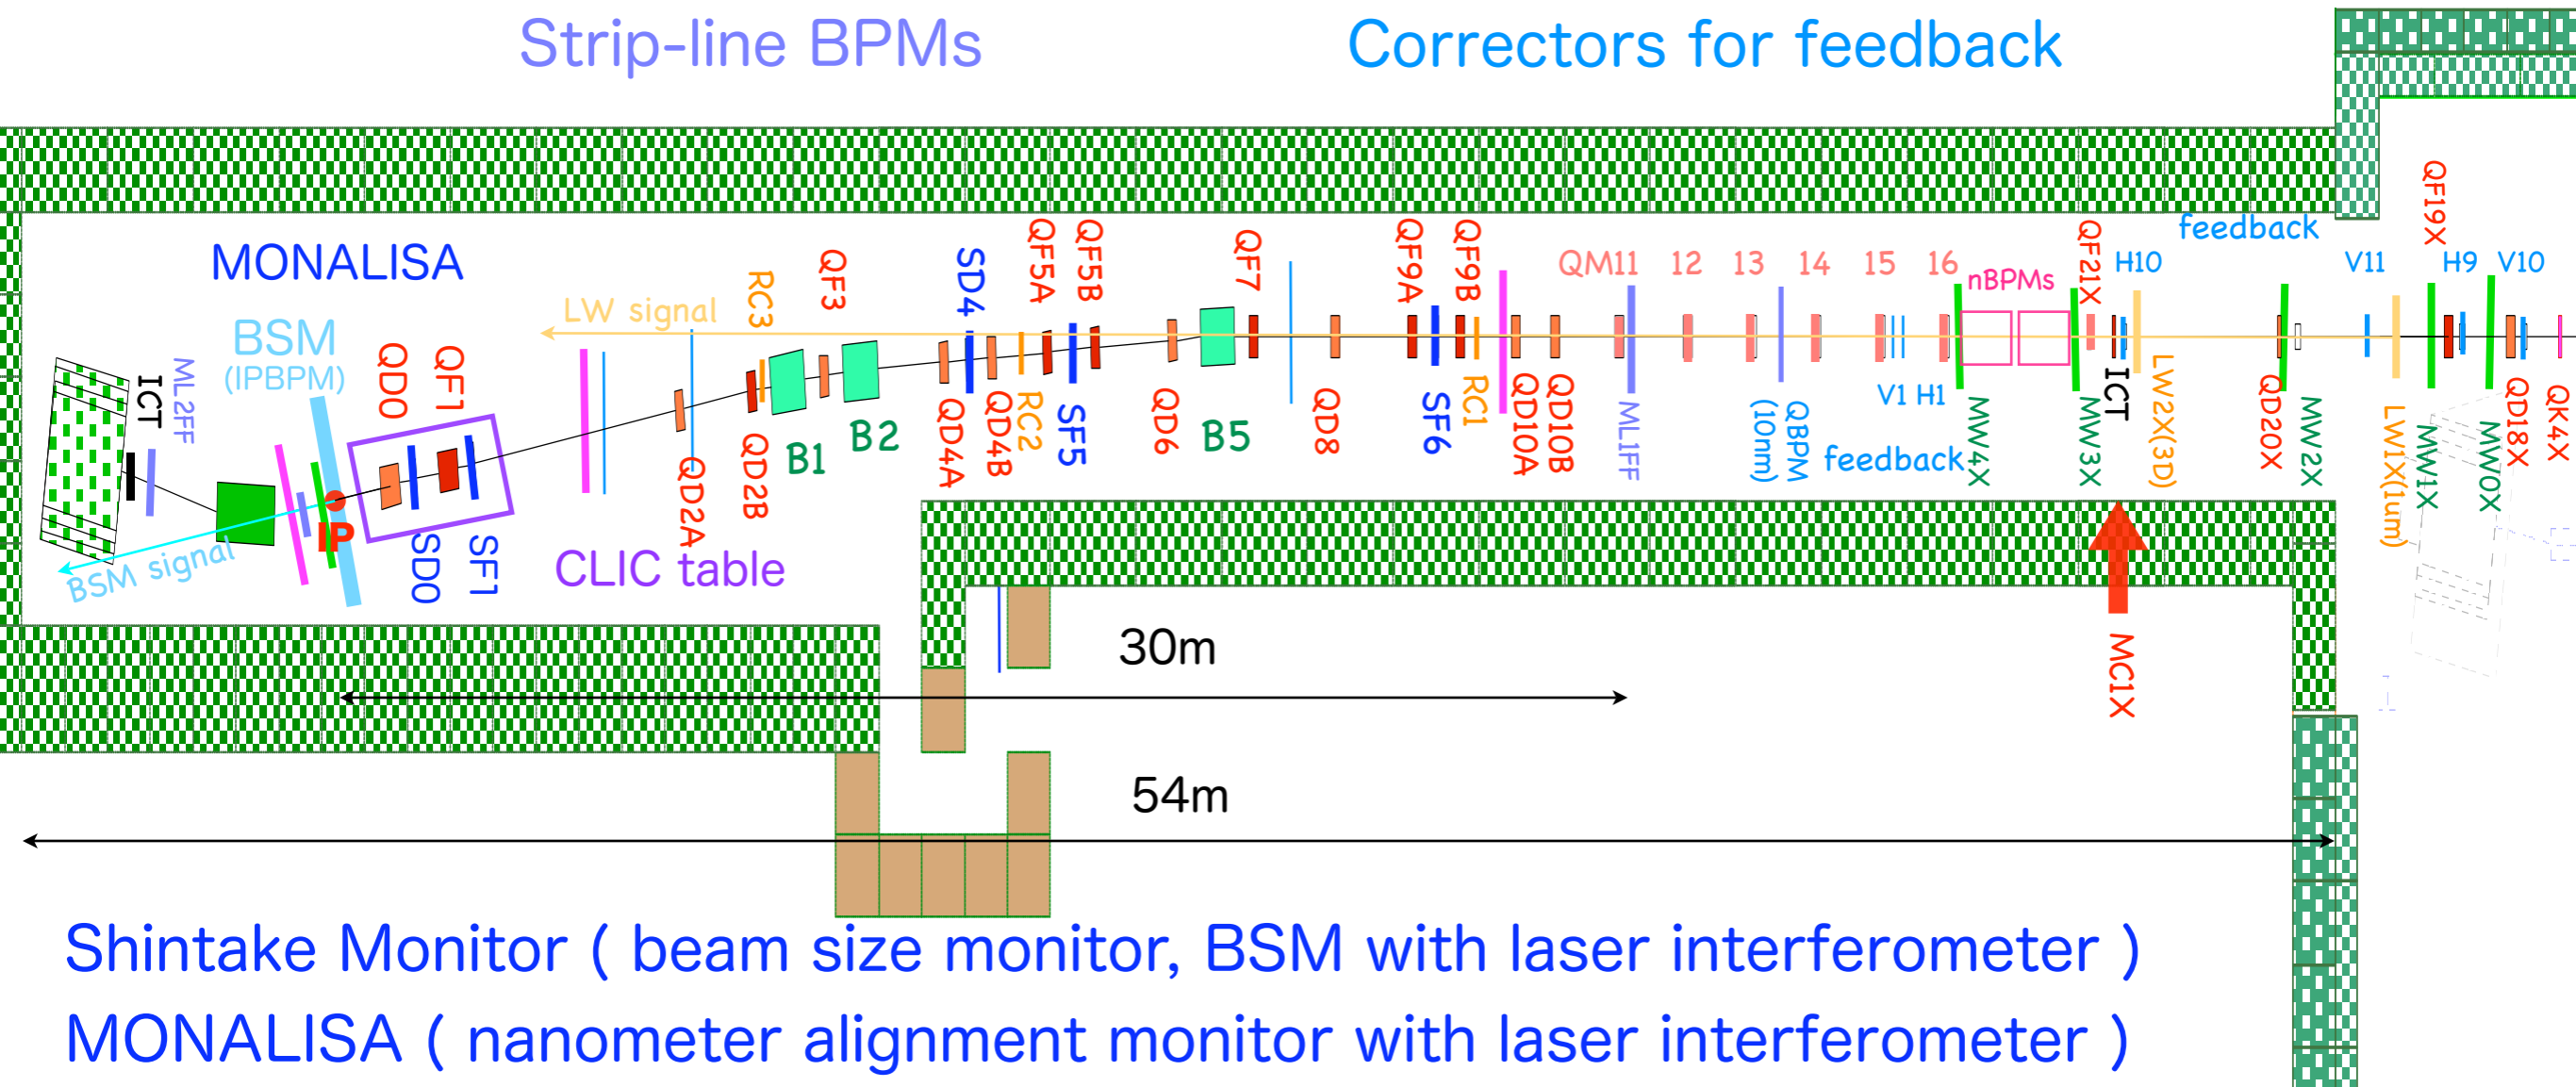 Strip-line BPMs
Correctors for feedback
MONALISA
BSM
(IPBPM)
ICT
ML2FF
QD0
QF1
LW signal
RC3
QF3
SD4
QF5A
QF5B
QF7
QF9A
QF9B
QM11
12
13
14
15
16
nBPMs
QF21X
H10
feedback
V11
QF19X
H9
V10
IP
BSM signal
SD0
SF1
CLIC table
QD2A
QD2B
B1
B2
QD4A
QD4B
RC2
SF5
QD6
B5
QD8
SF6
RC1
QD10A
QD10B
ML1FF
QBPM
(10nm)
V1 H1
feedback
MW4X
MW3X
ICT
LW2X(3D)
QD20X
MW2X
LW1X(1um)
MW1X
MW0X
QD18X
QK4X
MC1X
30m
54m
Shintake Monitor ( beam size monitor, BSM with laser interferometer )
MONALISA ( nanometer alignment monitor with laser interferometer )